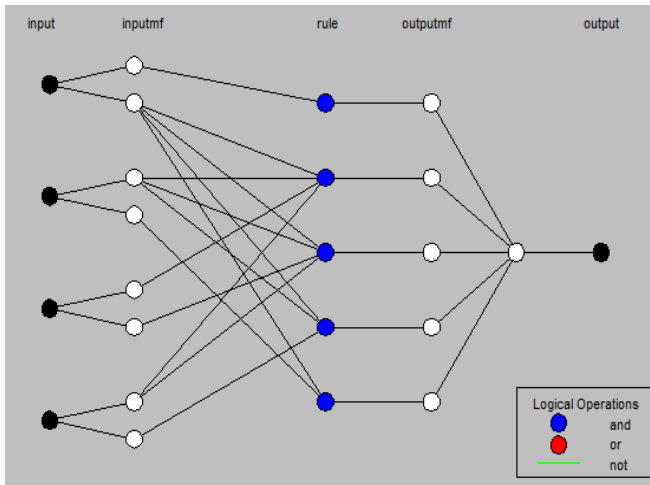 input inputmf rule outputmf output
Logical Operations
and
or
not